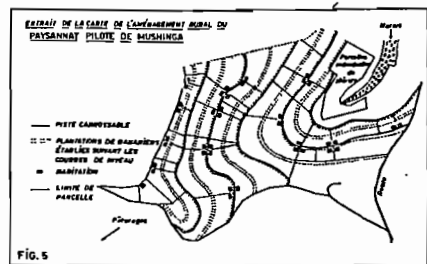 EXTRAIT DE LA CARTE DE L'AMÉNAGEMENT RURAL DU
PAYSANNAT PILOTE DE MUSHINGA
Marais
PISTE CARROSSABLE
PLANTATIONS DE BANANIERS
ÉTABLIES SUIVANT LES
COURBES DE NIVEAU
HABITATION
LIMITE DE
PARCELLE
Pâturages
FIG. 5